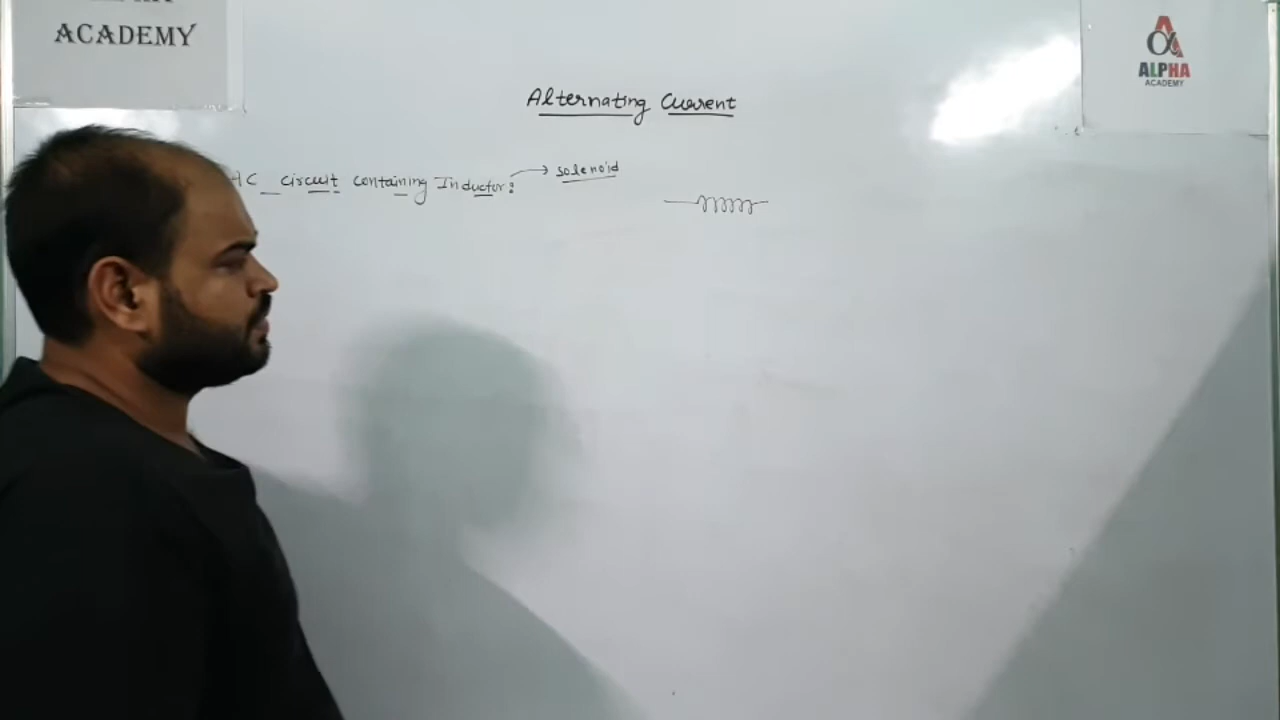 ACADEMY
ALPHA
ACADEMY
Alternating Current
AC circuit containing Inductor: → solenoid